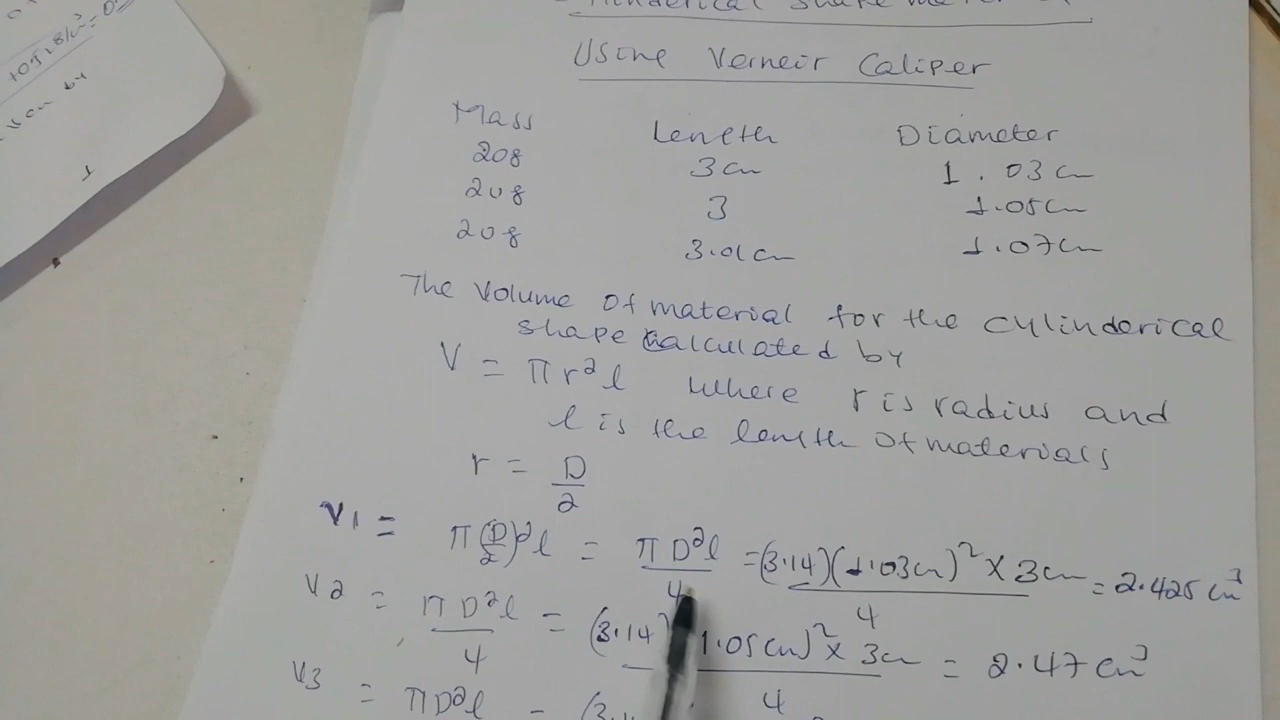 Using Verneir Caliper
Mass Length Diameter
20g 3cm 1.03cm
20g 3 1.05cm
20g 3.01cm 1.07cm
The volume of material for the cylinderical
shape calculated by
V = πr²l where r is radius and
l is the length of materials
r = D/2
V1 = π(D/2)²l = πD²l/4 = (3.14)(1.03cm)² × 3cm/4 = 2.425 cm³
V2 = πD²l/4 = (3.14 1.05cm)² × 3cm/4 = 2.47 cm³
V3 = πD²l =